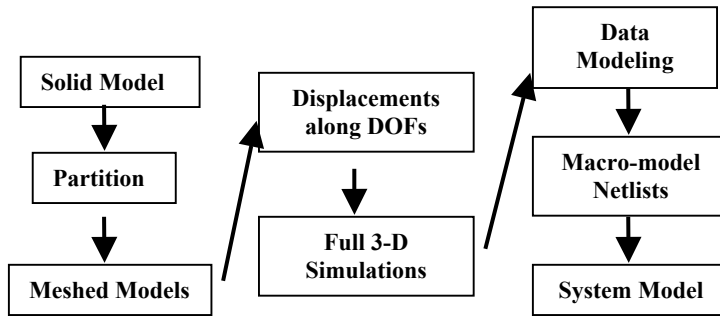 Solid Model
Partition
Meshed Models
Displacements
along DOFs
Full 3-D
Simulations
Data
Modeling
Macro-model
Netlists
System Model